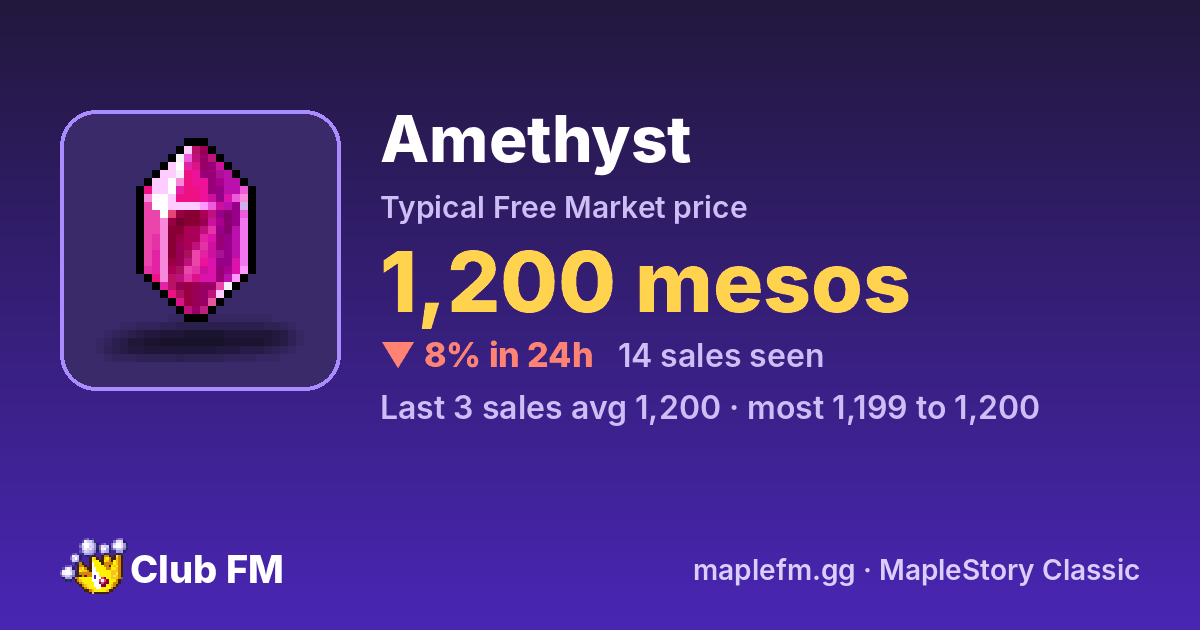 Amethyst
Typical Free Market price
1,200 mesos
▼ 8% in 24h 14 sales seen
Last 3 sales avg 1,200 · most 1,199 to 1,200
Club FM
maplefm.gg · MapleStory Classic